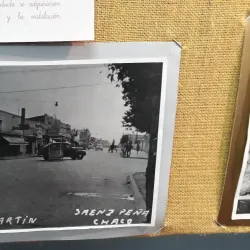 y la instalación
ARTIN
SAENZ PEÑA
CHACO